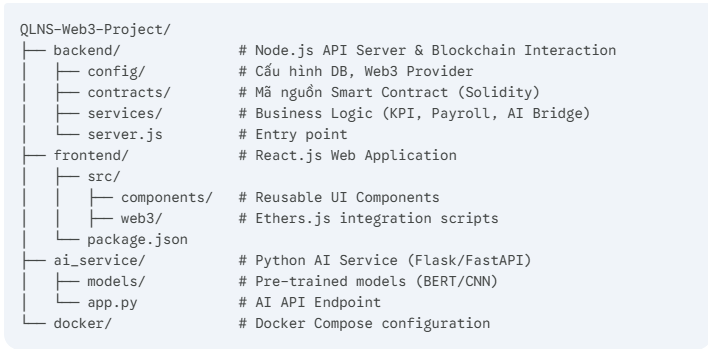 QLNS-Web3-Project/
├── backend/              # Node.js API Server & Blockchain Interaction
│   ├── config/           # Cấu hình DB, Web3 Provider
│   ├── contracts/        # Mã nguồn Smart Contract (Solidity)
│   ├── services/         # Business Logic (KPI, Payroll, AI Bridge)
│   └── server.js         # Entry point
├── frontend/             # React.js Web Application
│   ├── src/
│   │   ├── components/   # Reusable UI Components
│   │   ├── web3/         # Ethers.js integration scripts
│   └── package.json
├── ai_service/           # Python AI Service (Flask/FastAPI)
│   ├── models/           # Pre-trained models (BERT/CNN)
│   └── app.py            # AI API Endpoint
└── docker/               # Docker Compose configuration